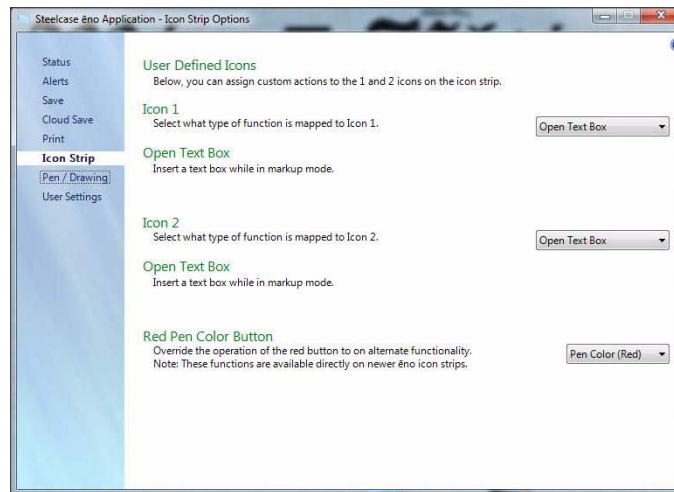 Steelcase ēno Application - Icon Strip Options
Status
Alerts
Save
Cloud Save
Print
Icon Strip
Pen / Drawing
User Settings
User Defined Icons
Below, you can assign custom actions to the 1 and 2 icons on the icon strip.
Icon 1
Select what type of function is mapped to Icon 1.
Open Text Box
Open Text Box
Insert a text box while in markup mode.
Icon 2
Select what type of function is mapped to Icon 2.
Open Text Box
Open Text Box
Insert a text box while in markup mode.
Red Pen Color Button
Override the operation of the red button to on alternate functionality.
Pen Color (Red)
Note: These functions are available directly on newer ēno icon strips.